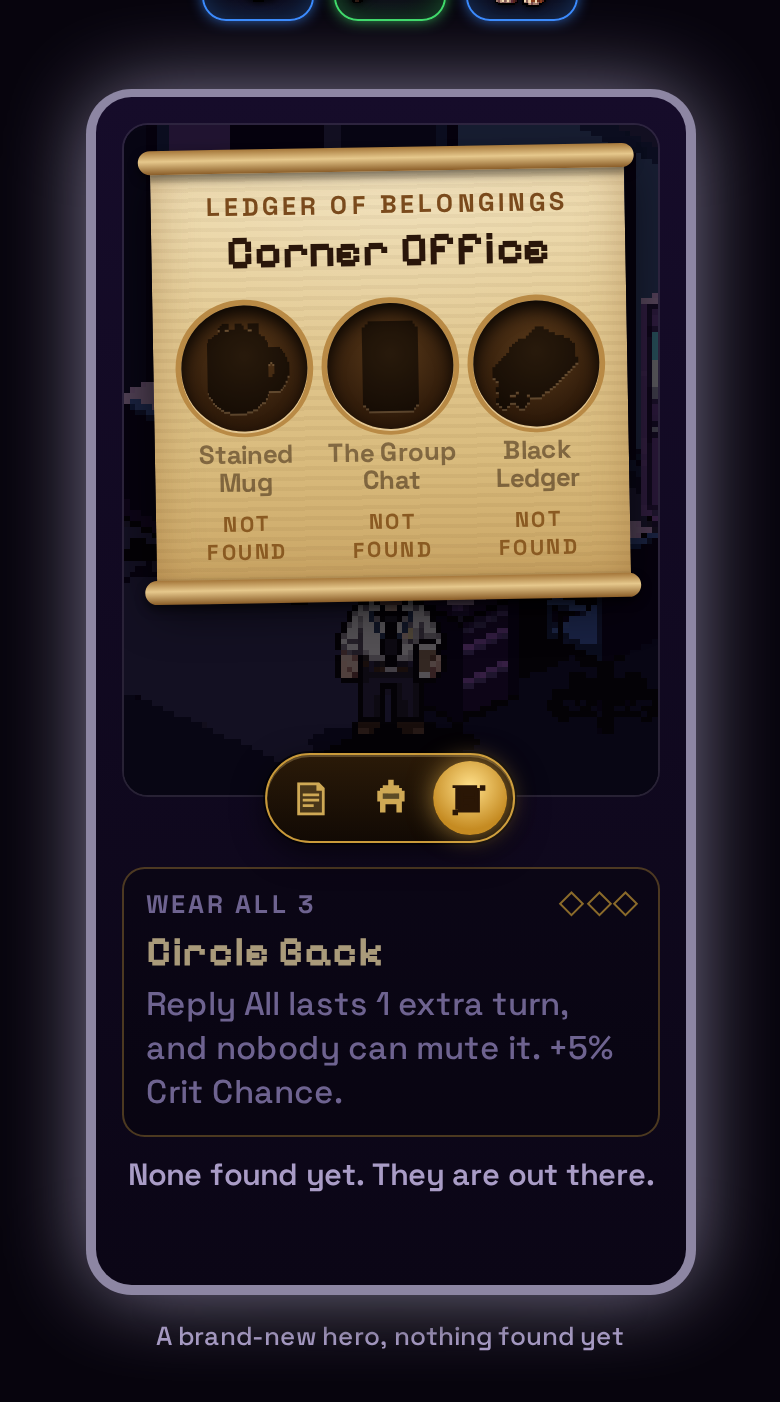 LEDGER OF BELONGINGS
Corner Office
Stained Mug
The Group Chat
Black Ledger
NOT FOUND
NOT FOUND
NOT FOUND
WEAR ALL 3
Circle Back
Reply All lasts 1 extra turn,
and nobody can mute it. +5%
Crit Chance.
None found yet. They are out there.
A brand-new hero, nothing found yet